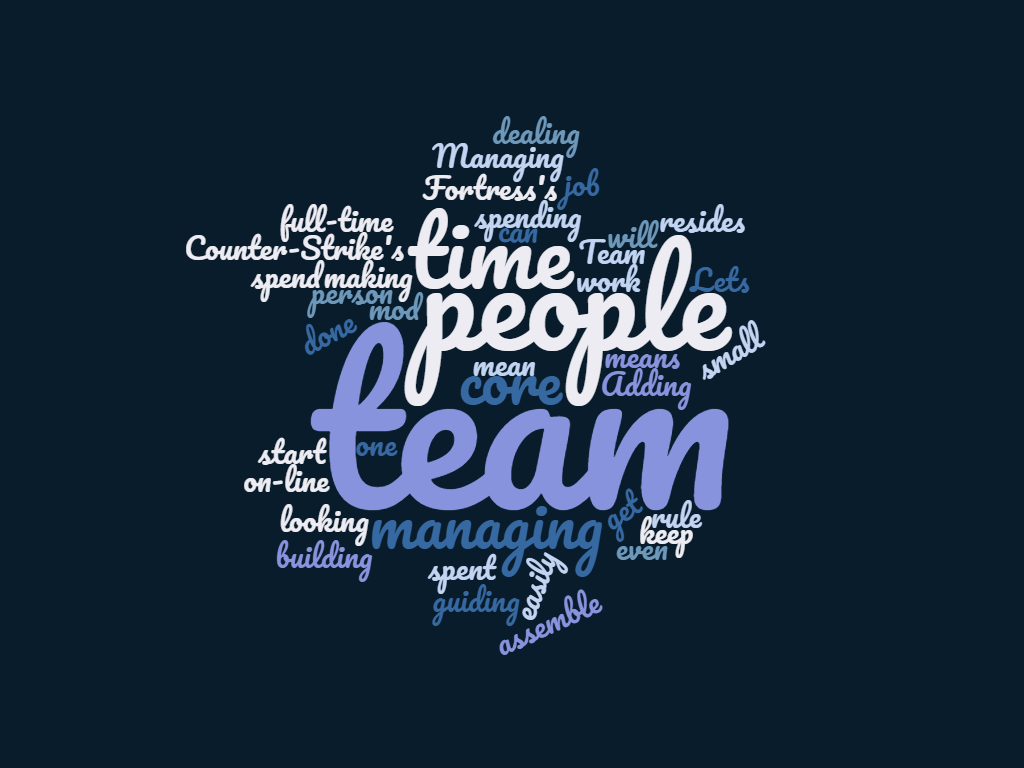 dealing
Managing
Fortress's
job
full-time
spending
can
will
resides
Counter-Strike's
time
Team
spend
making
work
Lets
person
mod
people
done
small
mean
means
core
Adding
team
one
start
on-line
looking
managing
get
rule
keep
even
building
spent
easily
guiding
assemble